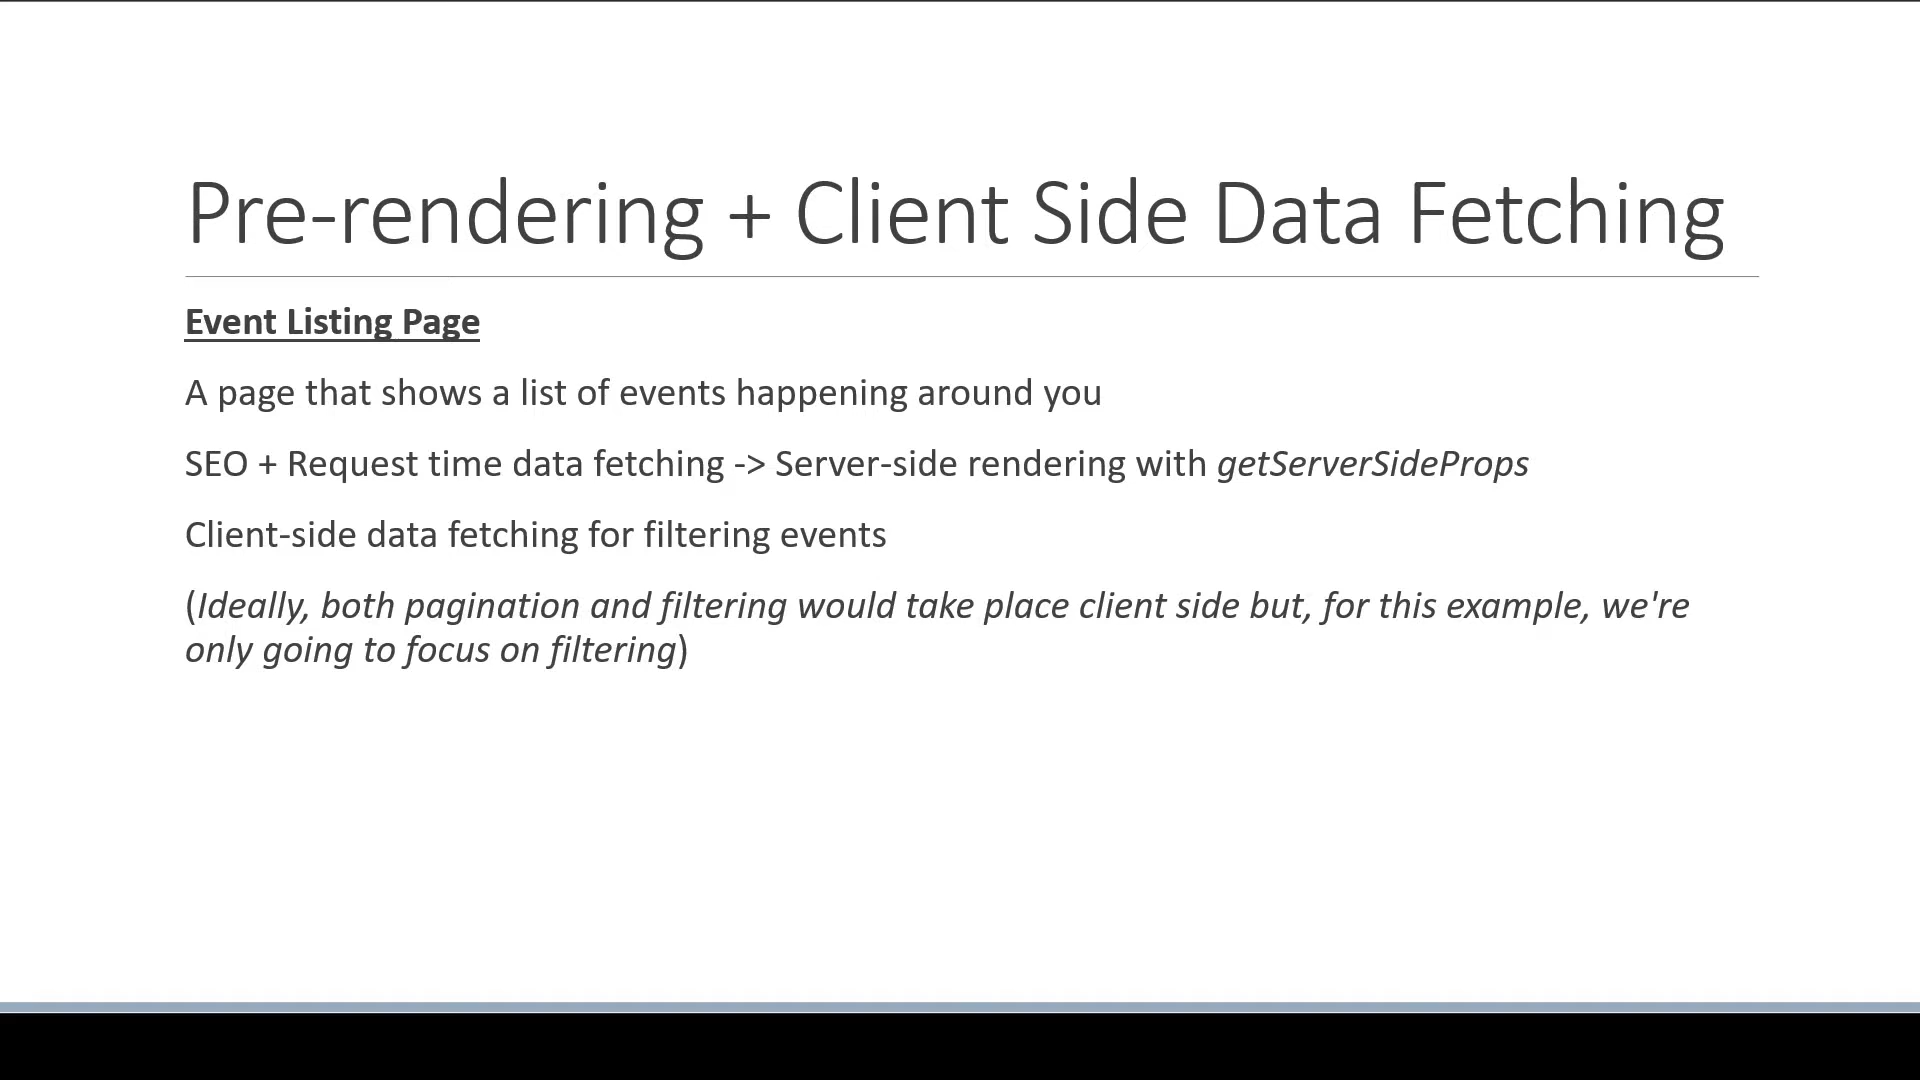 Pre-rendering + Client Side Data Fetching
Event Listing Page
A page that shows a list of events happening around you
SEO + Request time data fetching -> Server-side rendering with getServerSideProps
Client-side data fetching for filtering events
(Ideally, both pagination and filtering would take place client side but, for this example, we're
only going to focus on filtering)